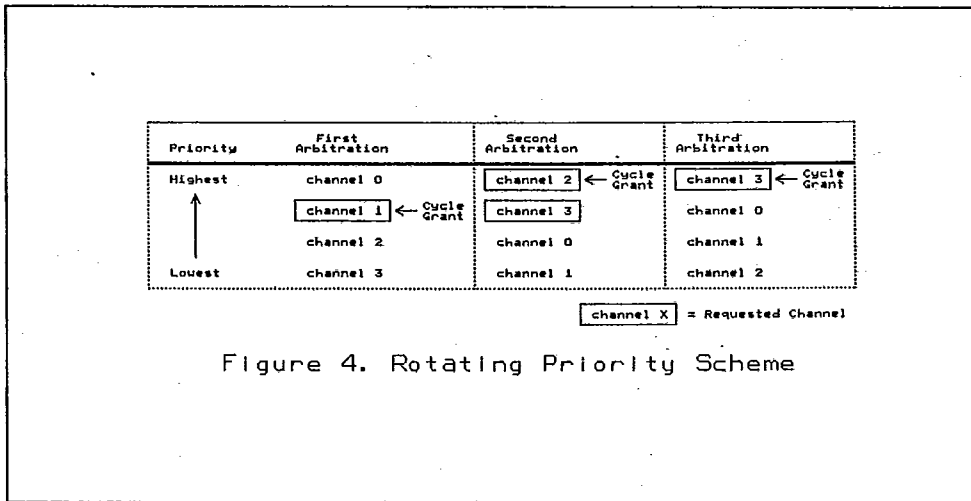 Priority First Arbitration Second Arbitration Third Arbitration
Highest channel 0 channel 2 ← Cycle Grant channel 3 ← Cycle Grant
channel 1 ← Cycle Grant channel 3 channel 0
channel 2 channel 0 channel 1
Lowest channel 3 channel 1 channel 2
channel X = Requested Channel
Figure 4. Rotating Priority Scheme